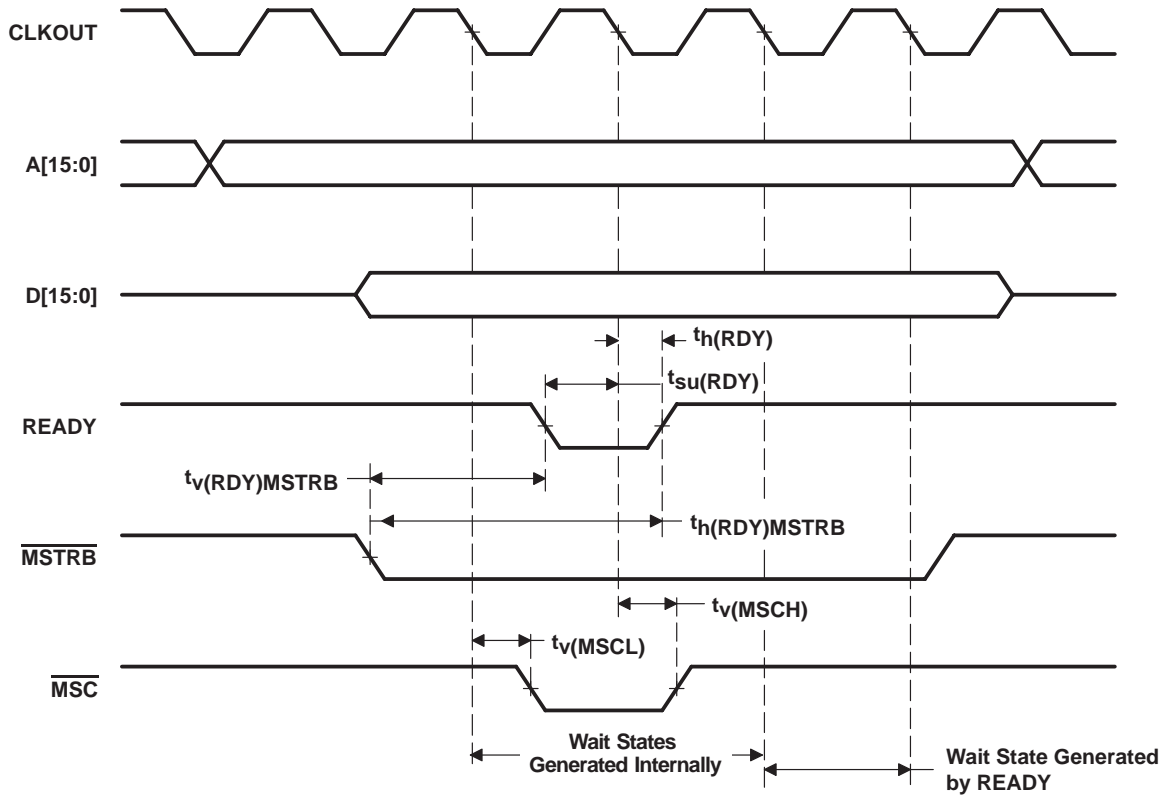 CLKOUT
A[15:0]
D[15:0]
th(RDY)
tsu(RDY)
READY
tv(RDY)MSTRB
th(RDY)MSTRB
MSTRB
tv(MSCH)
tv(MSCL)
MSC
Wait States
Generated Internally
Wait State Generated
by READY